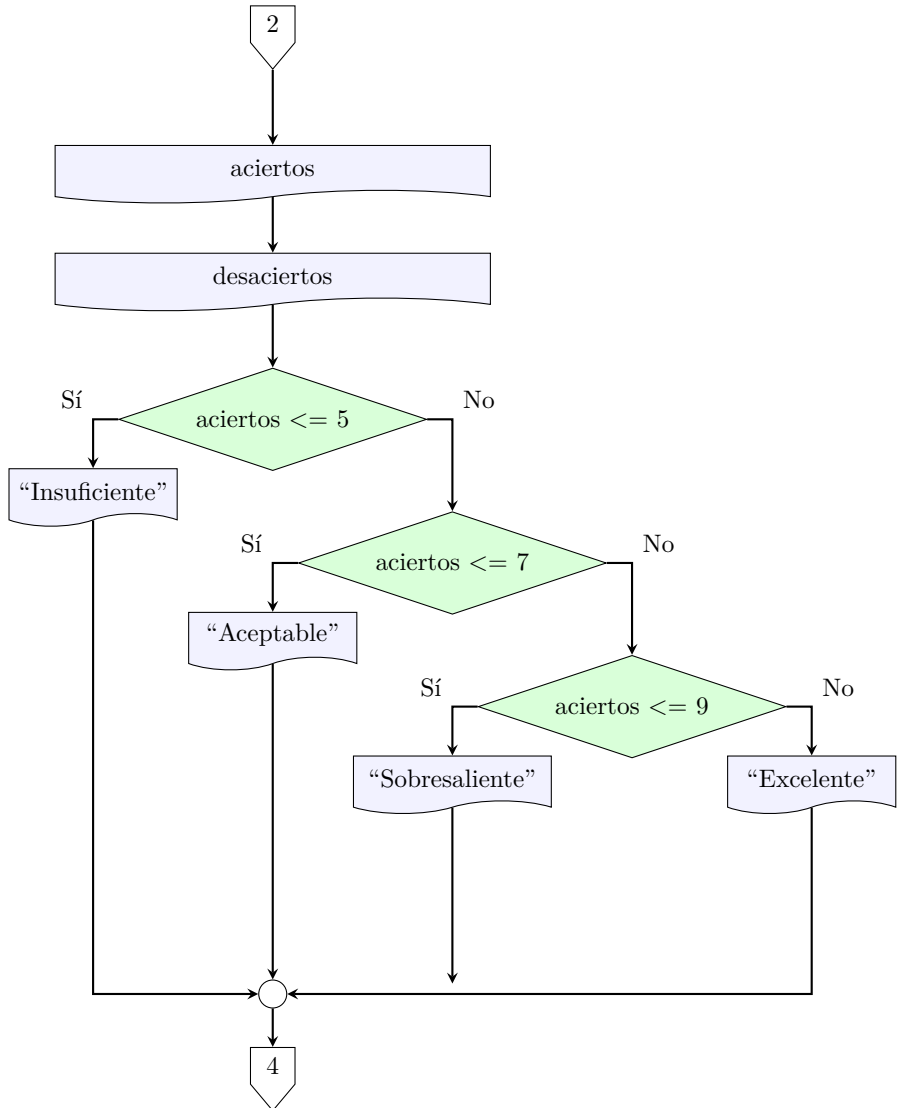 2
aciertos
desaciertos
Sí
No
aciertos <= 5
“Insuficiente”
Sí
No
aciertos <= 7
“Aceptable”
Sí
No
aciertos <= 9
“Sobresaliente”
“Excelente”
4